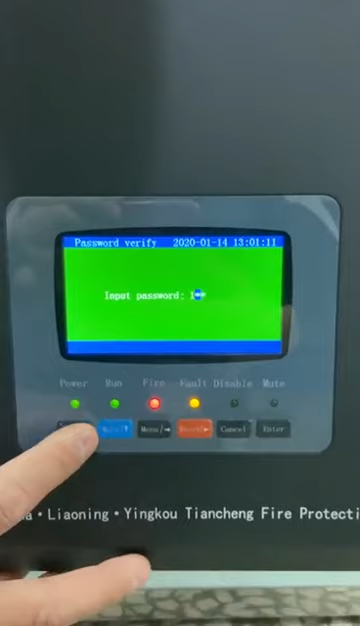 Password verify 2020-01-14 13:01:11
Input password: 1
Power Run Fire Fault Disable Mute
Menu/→ Cancel Enter
Liaoning·Yingkou Tiancheng Fire Protecti